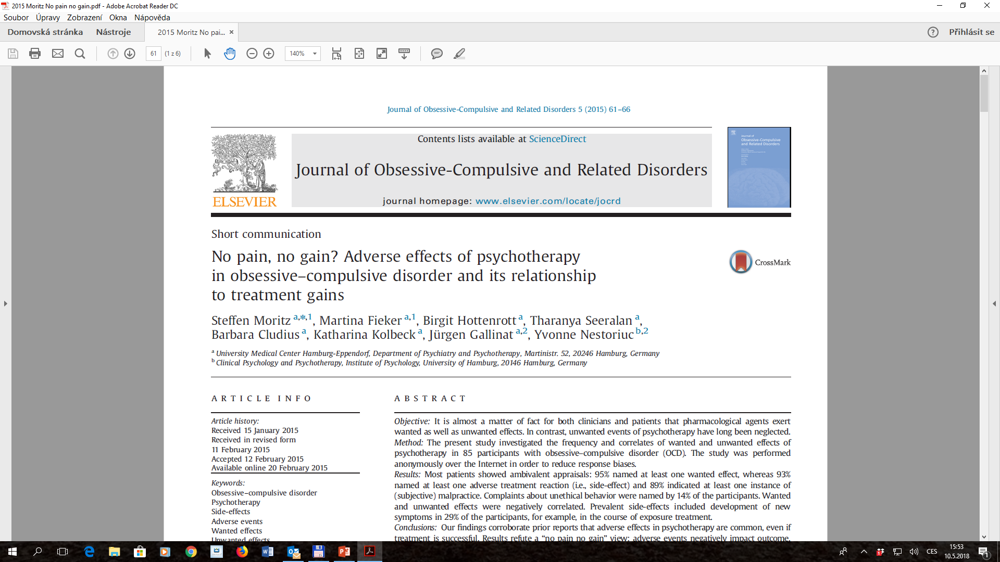 2015 Moritz No pain no gain.pdf - Adobe Acrobat Reader DC
Soubor Úpravy Zobrazení Okna Nápověda
Domovská stránka Nástroje 2015 Moritz No pai... × ? Přihlásit se
61 (1 z 6) 140%
Journal of Obsessive-Compulsive and Related Disorders 5 (2015) 61–66
Contents lists available at ScienceDirect
Journal of Obsessive-Compulsive and Related Disorders
journal homepage: www.elsevier.com/locate/jocrd
ELSEVIER
Journal of
Obsessive-Compulsive
and Related Disorders
Short communication
No pain, no gain? Adverse effects of psychotherapy
in obsessive–compulsive disorder and its relationship
to treatment gains
CrossMark
Steffen Moritz a,*,1, Martina Fieker a,1, Birgit Hottenrott a, Tharanya Seeralan a,
Barbara Cludius a, Katharina Kolbeck a, Jürgen Gallinat a,2, Yvonne Nestoriuc b,2
a University Medical Center Hamburg-Eppendorf, Department of Psychiatry and Psychotherapy, Martinistr. 52, 20246 Hamburg, Germany
b Clinical Psychology and Psychotherapy, Institute of Psychology, University of Hamburg, 20146 Hamburg, Germany
ARTICLE INFO
Article history:
Received 15 January 2015
Received in revised form
11 February 2015
Accepted 12 February 2015
Available online 20 February 2015
Keywords:
Obsessive–compulsive disorder
Psychotherapy
Side-effects
Adverse events
Wanted effects
Unwanted effects
ABSTRACT
Objective: It is almost a matter of fact for both clinicians and patients that pharmacological agents exert
wanted as well as unwanted effects. In contrast, unwanted events of psychotherapy have long been neglected.
Method: The present study investigated the frequency and correlates of wanted and unwanted effects of
psychotherapy in 85 participants with obsessive–compulsive disorder (OCD). The study was performed
anonymously over the Internet in order to reduce response biases.
Results: Most patients showed ambivalent appraisals: 95% named at least one wanted effect, whereas 93%
named at least one adverse treatment reaction (i.e., side-effect) and 89% indicated at least one instance of
(subjective) malpractice. Complaints about unethical behavior were named by 14% of the participants. Wanted
and unwanted effects were negatively correlated. Prevalent side-effects included development of new
symptoms in 29% of the participants, for example, in the course of exposure treatment.
Conclusions: Our findings corroborate prior reports that adverse effects in psychotherapy are common, even if
treatment is successful. Results refute a “no pain no gain” view: adverse events negatively impact outcome.
CES
15:53
10.5.2018
1